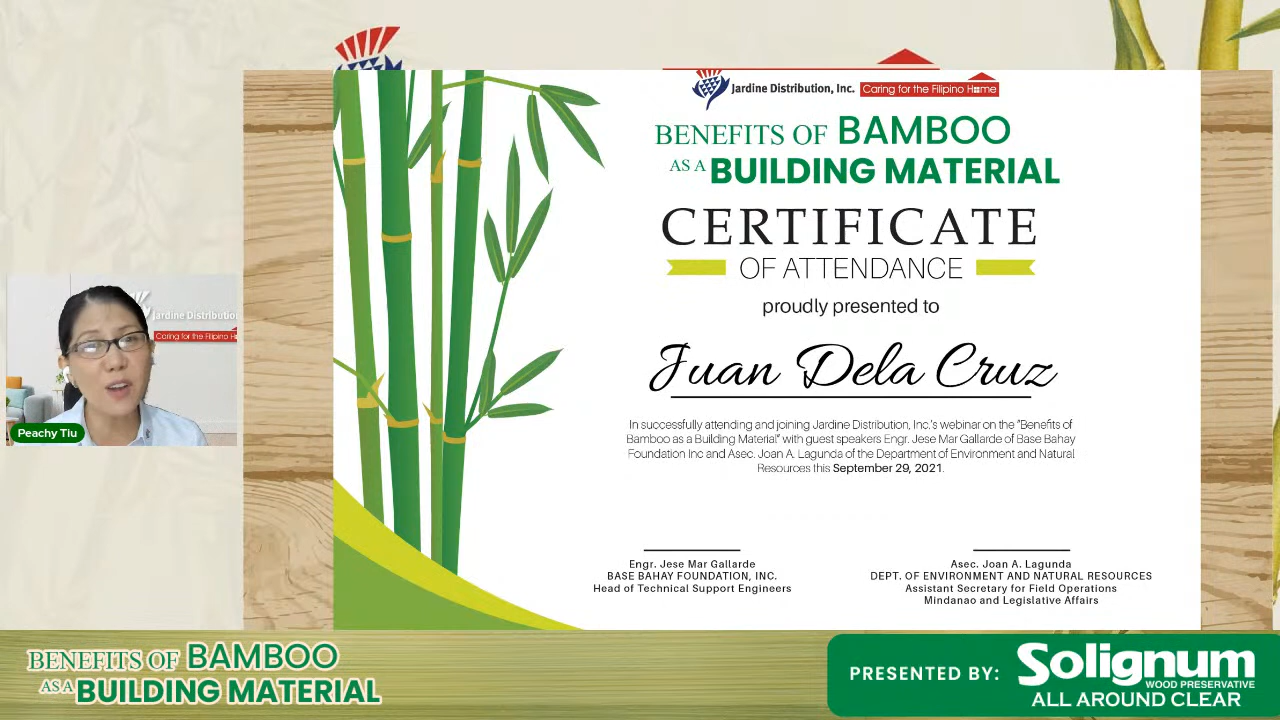 Jardine Distribution, Inc. Caring for the Filipino Home
BENEFITS OF BAMBOO
AS A BUILDING MATERIAL
CERTIFICATE
OF ATTENDANCE
proudly presented to
Juan Dela Cruz
In successfully attending and joining Jardine Distribution, Inc.'s webinar on the "Benefits of
Bamboo as a Building Material" with guest speakers Engr. Jese Mar Gallarde of Base Bahay
Foundation Inc and Asec. Joan A. Lagunda of the Department of Environment and Natural
Resources this September 29, 2021.
Engr. Jese Mar Gallarde
BASE BAHAY FOUNDATION, INC.
Head of Technical Support Engineers
Asec. Joan A. Lagunda
DEPT. OF ENVIRONMENT AND NATURAL RESOURCES
Assistant Secretary for Field Operations
Mindanao and Legislative Affairs
Jardine Distribution
Caring for the Filipino H
Peachy Tiu
BENEFITS OF BAMBOO
AS A BUILDING MATERIAL
PRESENTED BY:
Solignum
WOOD PRESERVATIVE
ALL AROUND CLEAR